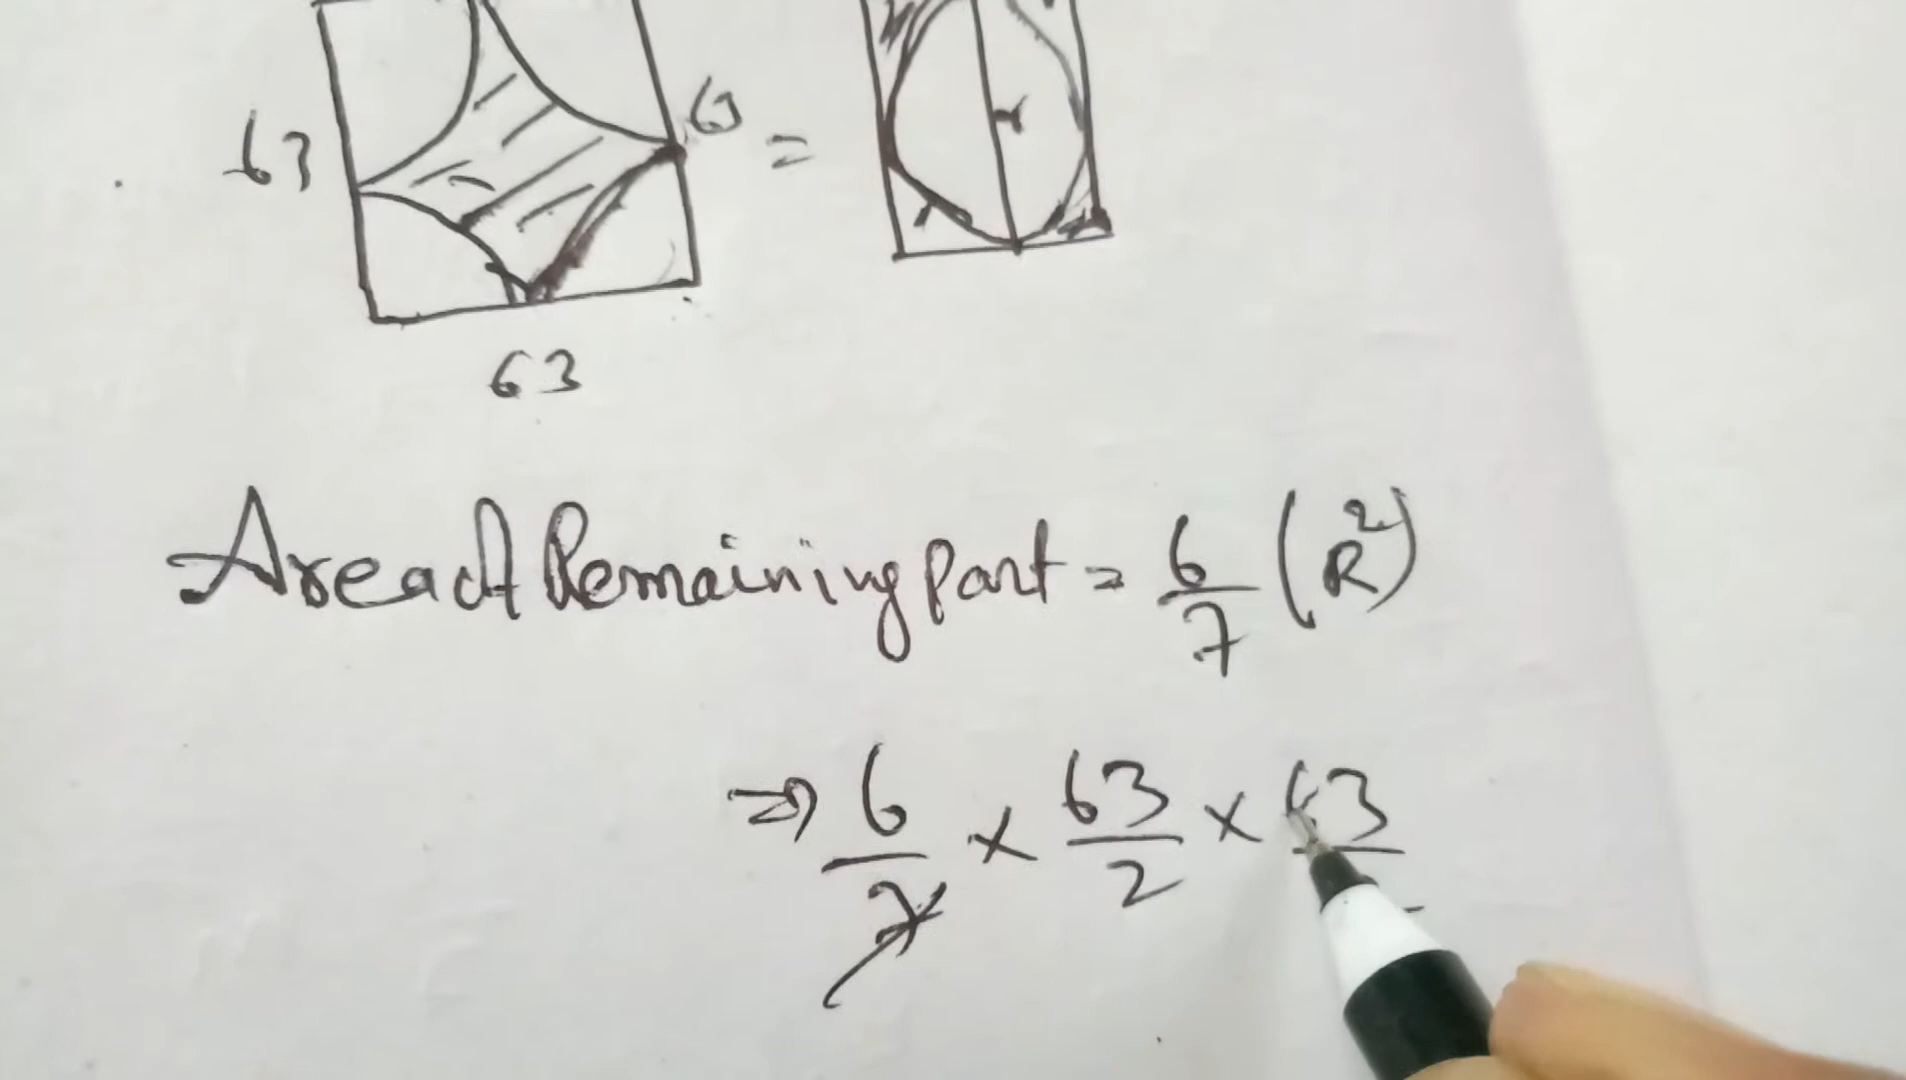 63 63 = r
63
Area of Remaining Part = 6/7 (R²)
⇒ 6/7 × 63/2 × 63